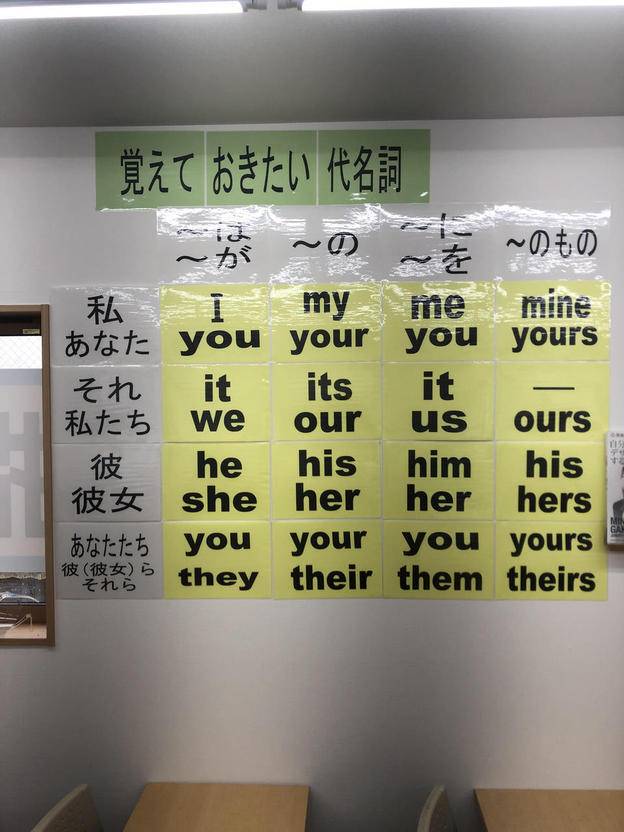 覚えて おきたい 代名詞
～は ～の ～に ～のもの
～が ～を
私 I my me mine
あなた you your you yours
それ it its it —
私たち we our us ours
彼 he his him his
彼女 she her her hers
あなたたち you your you yours
彼(彼女)ら they their them theirs
それら